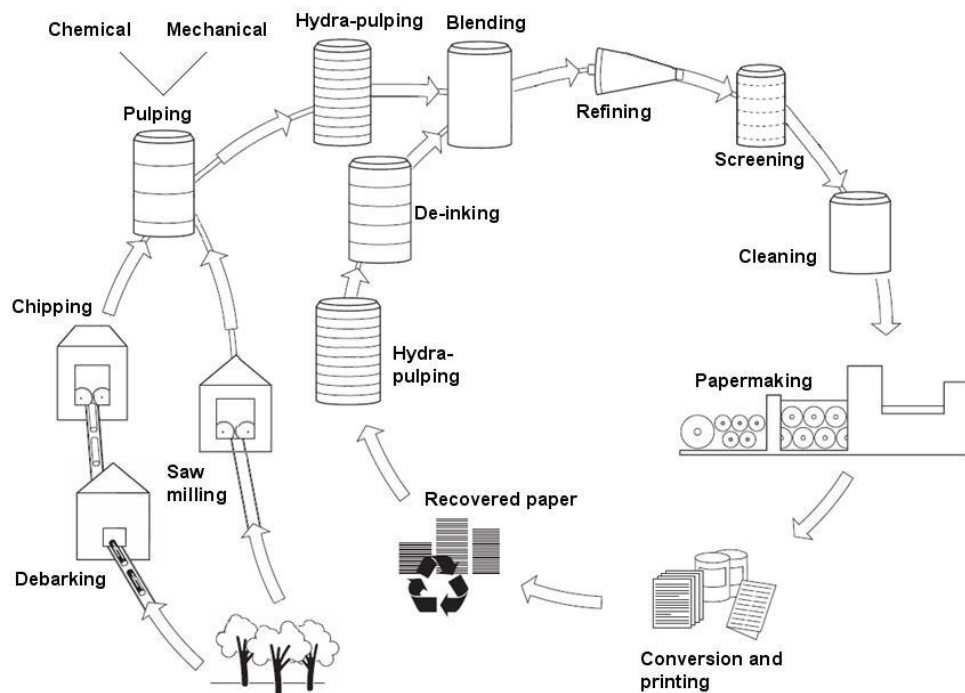 Chemical
Mechanical
Hydra-pulping
Blending
Pulping
Refining
Screening
De-inking
Cleaning
Chipping
Hydra-
pulping
Papermaking
Saw
milling
Recovered paper
Debarking
Conversion and
printing